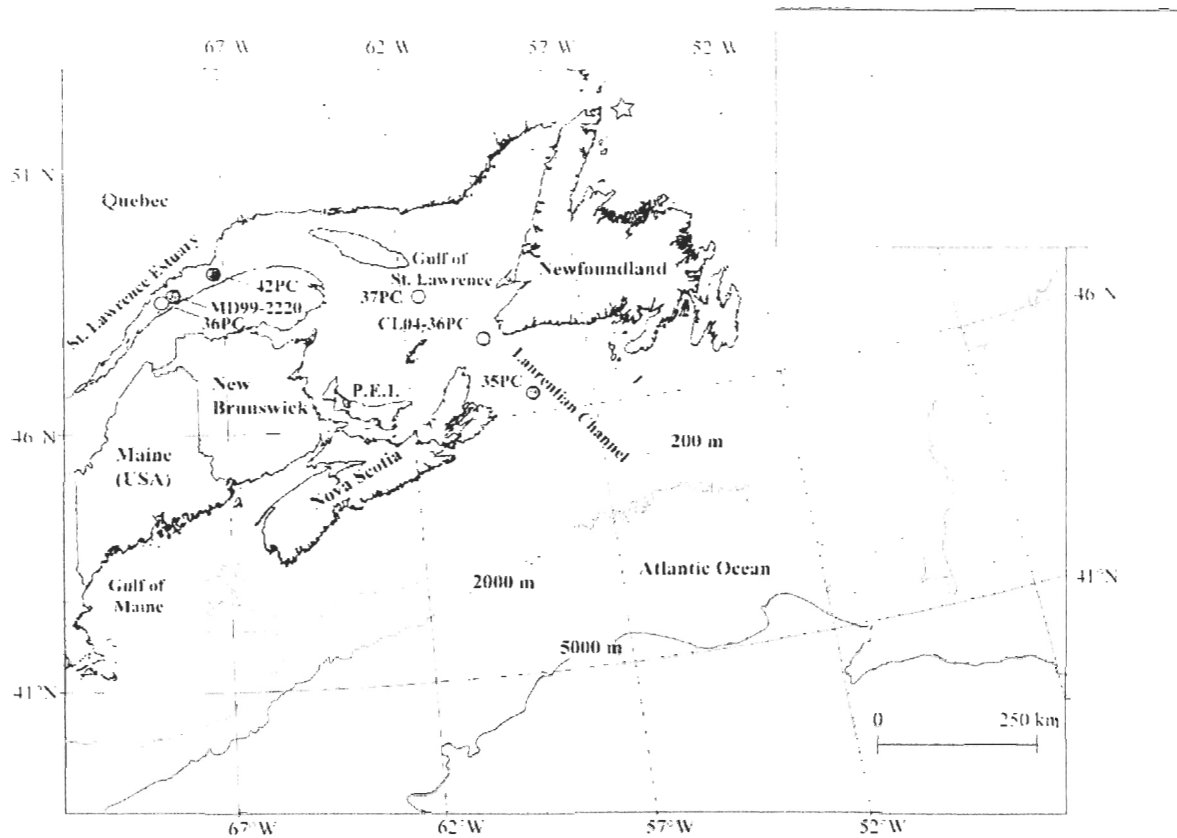 67° W 62 W 57 W 52 W
51 N
Quebec
St. Lawrence Estuary
Gulf of
St. Lawrence
Newfoundland
42PC
37PC
MD99-2220
36PC
CL04-36PC
46 N
Laurentian Channel
35PC
New
Brunswick
P.E.I.
46 N
200 m
Maine
(USA)
Nova Scotia
Gulf of
Maine
2000 m
Atlantic Ocean
41°N
5000 m
41°N
0 250 km
67°W 62°W 57°W 52°W